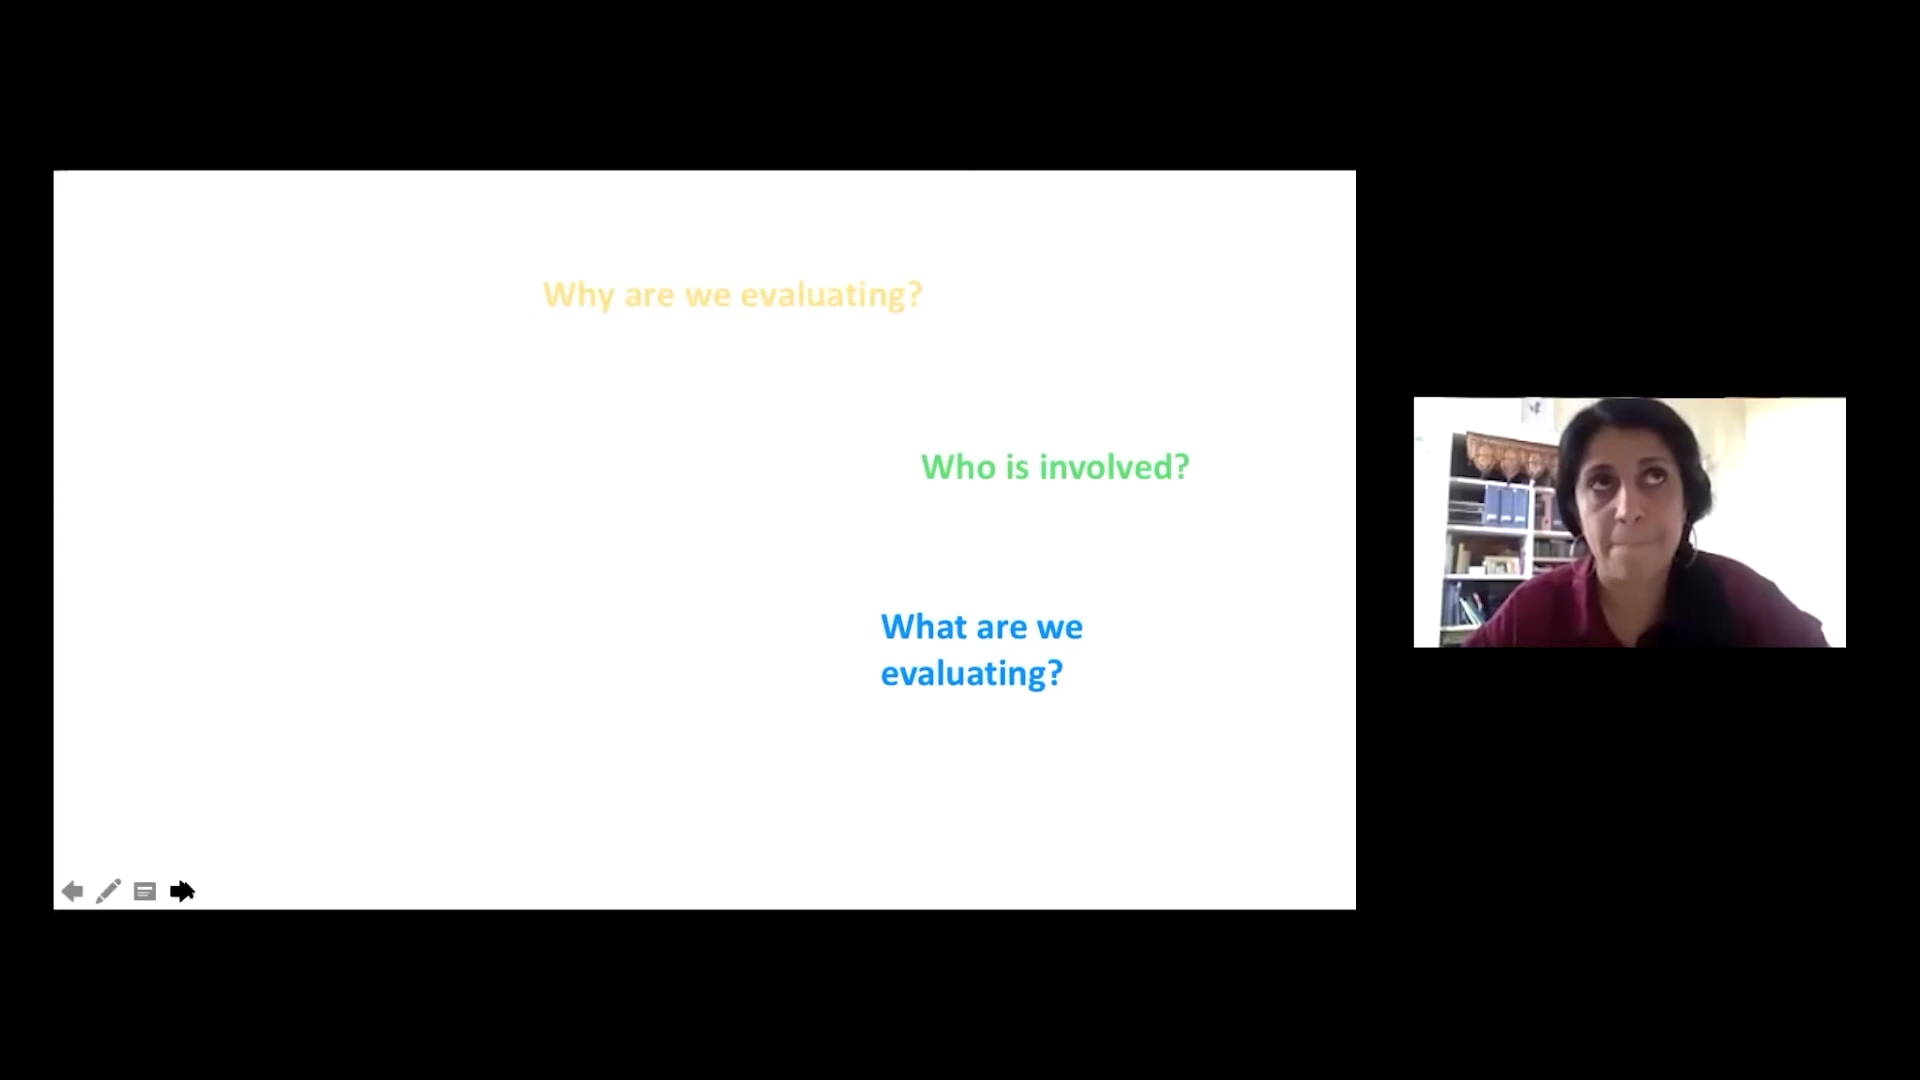 Why are we evaluating?
Who is involved?
What are we
evaluating?